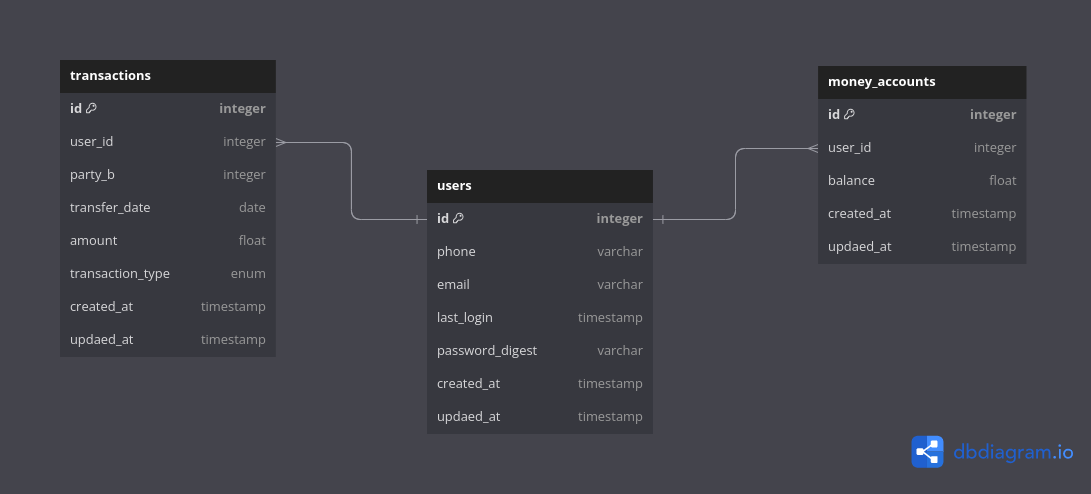 transactions
id integer
user_id integer
party_b integer
transfer_date date
amount float
transaction_type enum
created_at timestamp
updaed_at timestamp
users
id integer
phone varchar
email varchar
last_login timestamp
password_digest varchar
created_at timestamp
updaed_at timestamp
money_accounts
id integer
user_id integer
balance float
created_at timestamp
updaed_at timestamp
dbdiagram.io